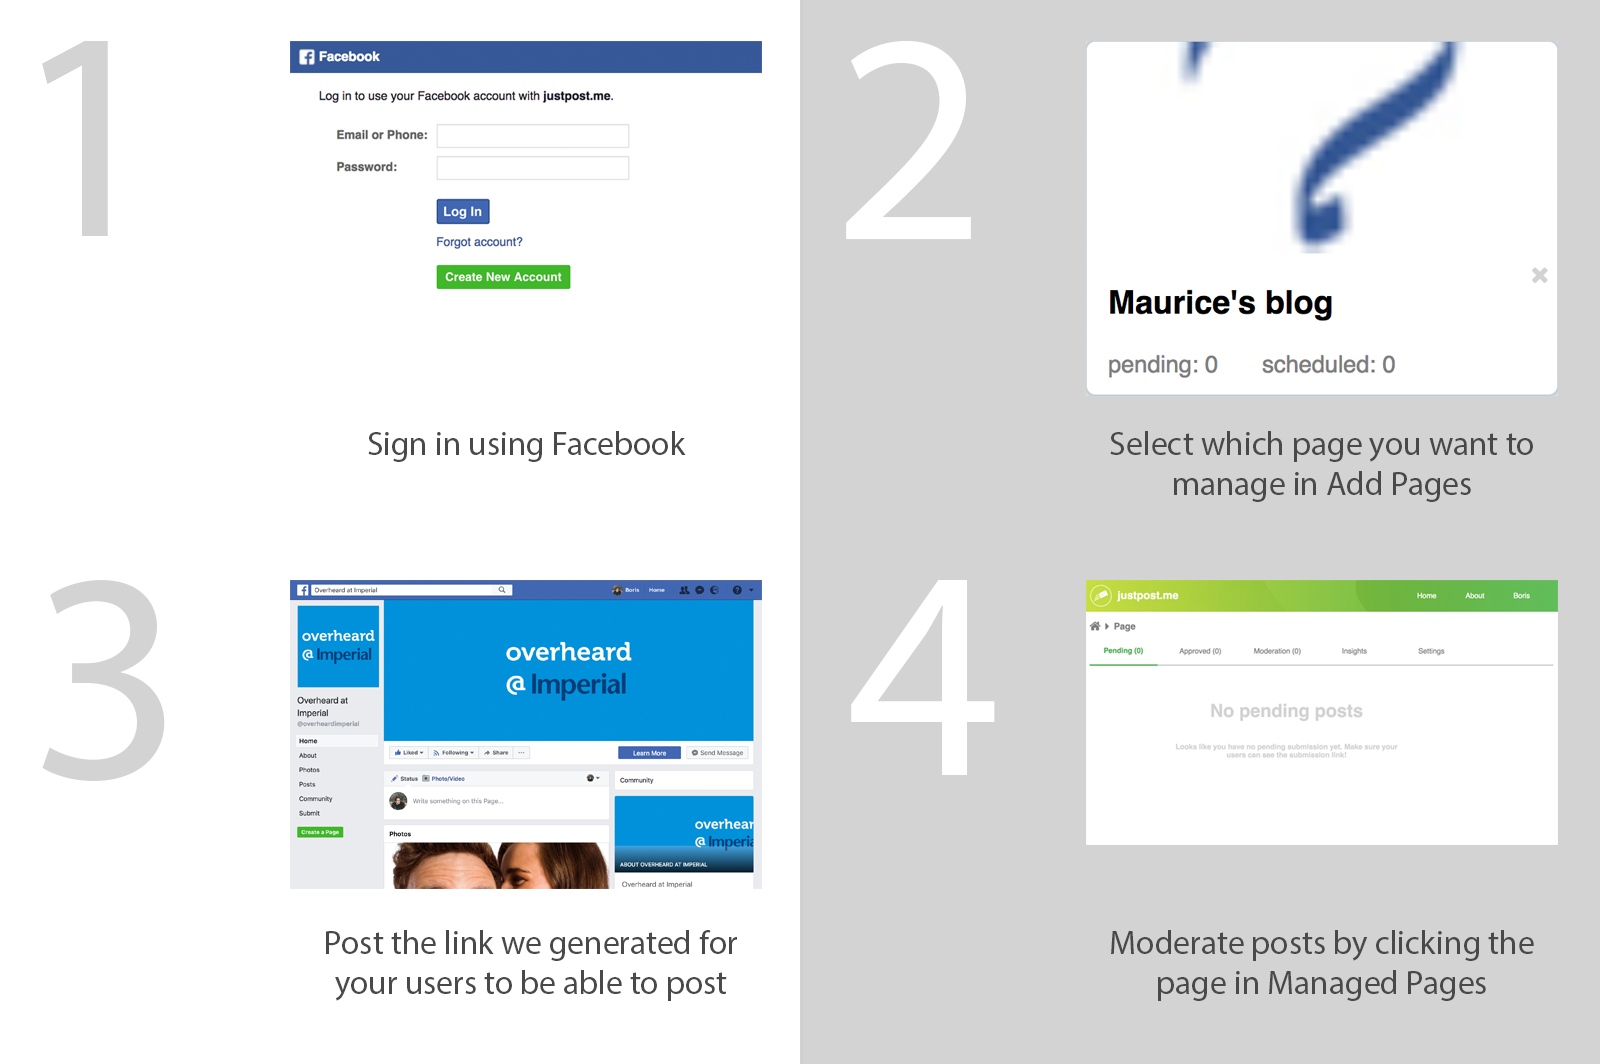 1
Facebook
Log in to use your Facebook account with justpost.me.
Email or Phone:
Password:
Log In
Forgot account?
Create New Account
Sign in using Facebook
2
Maurice's blog
pending: 0 scheduled: 0
Select which page you want to
manage in Add Pages
3
Overheard at Imperial
Boris Home
overheard
@ Imperial
overheard
@ Imperial
Overheard at
Imperial
@overheardimperial
Home
About
Photos
Posts
Community
Submit
Create a Page
Liked Following Share ...
Learn More Send Message
Status Photo/Video
Write something on this Page...
Photos
Community
overhear
@ Imperia
ABOUT OVERHEARD AT IMPERIAL
Overheard at Imperial
Post the link we generated for
your users to be able to post
4
justpost.me Home About Boris
Page
Pending (0) Approved (0) Moderation (0) Insights Settings
No pending posts
Looks like you have no pending submission yet. Make sure your
users can see the submission link!
Moderate posts by clicking the
page in Managed Pages